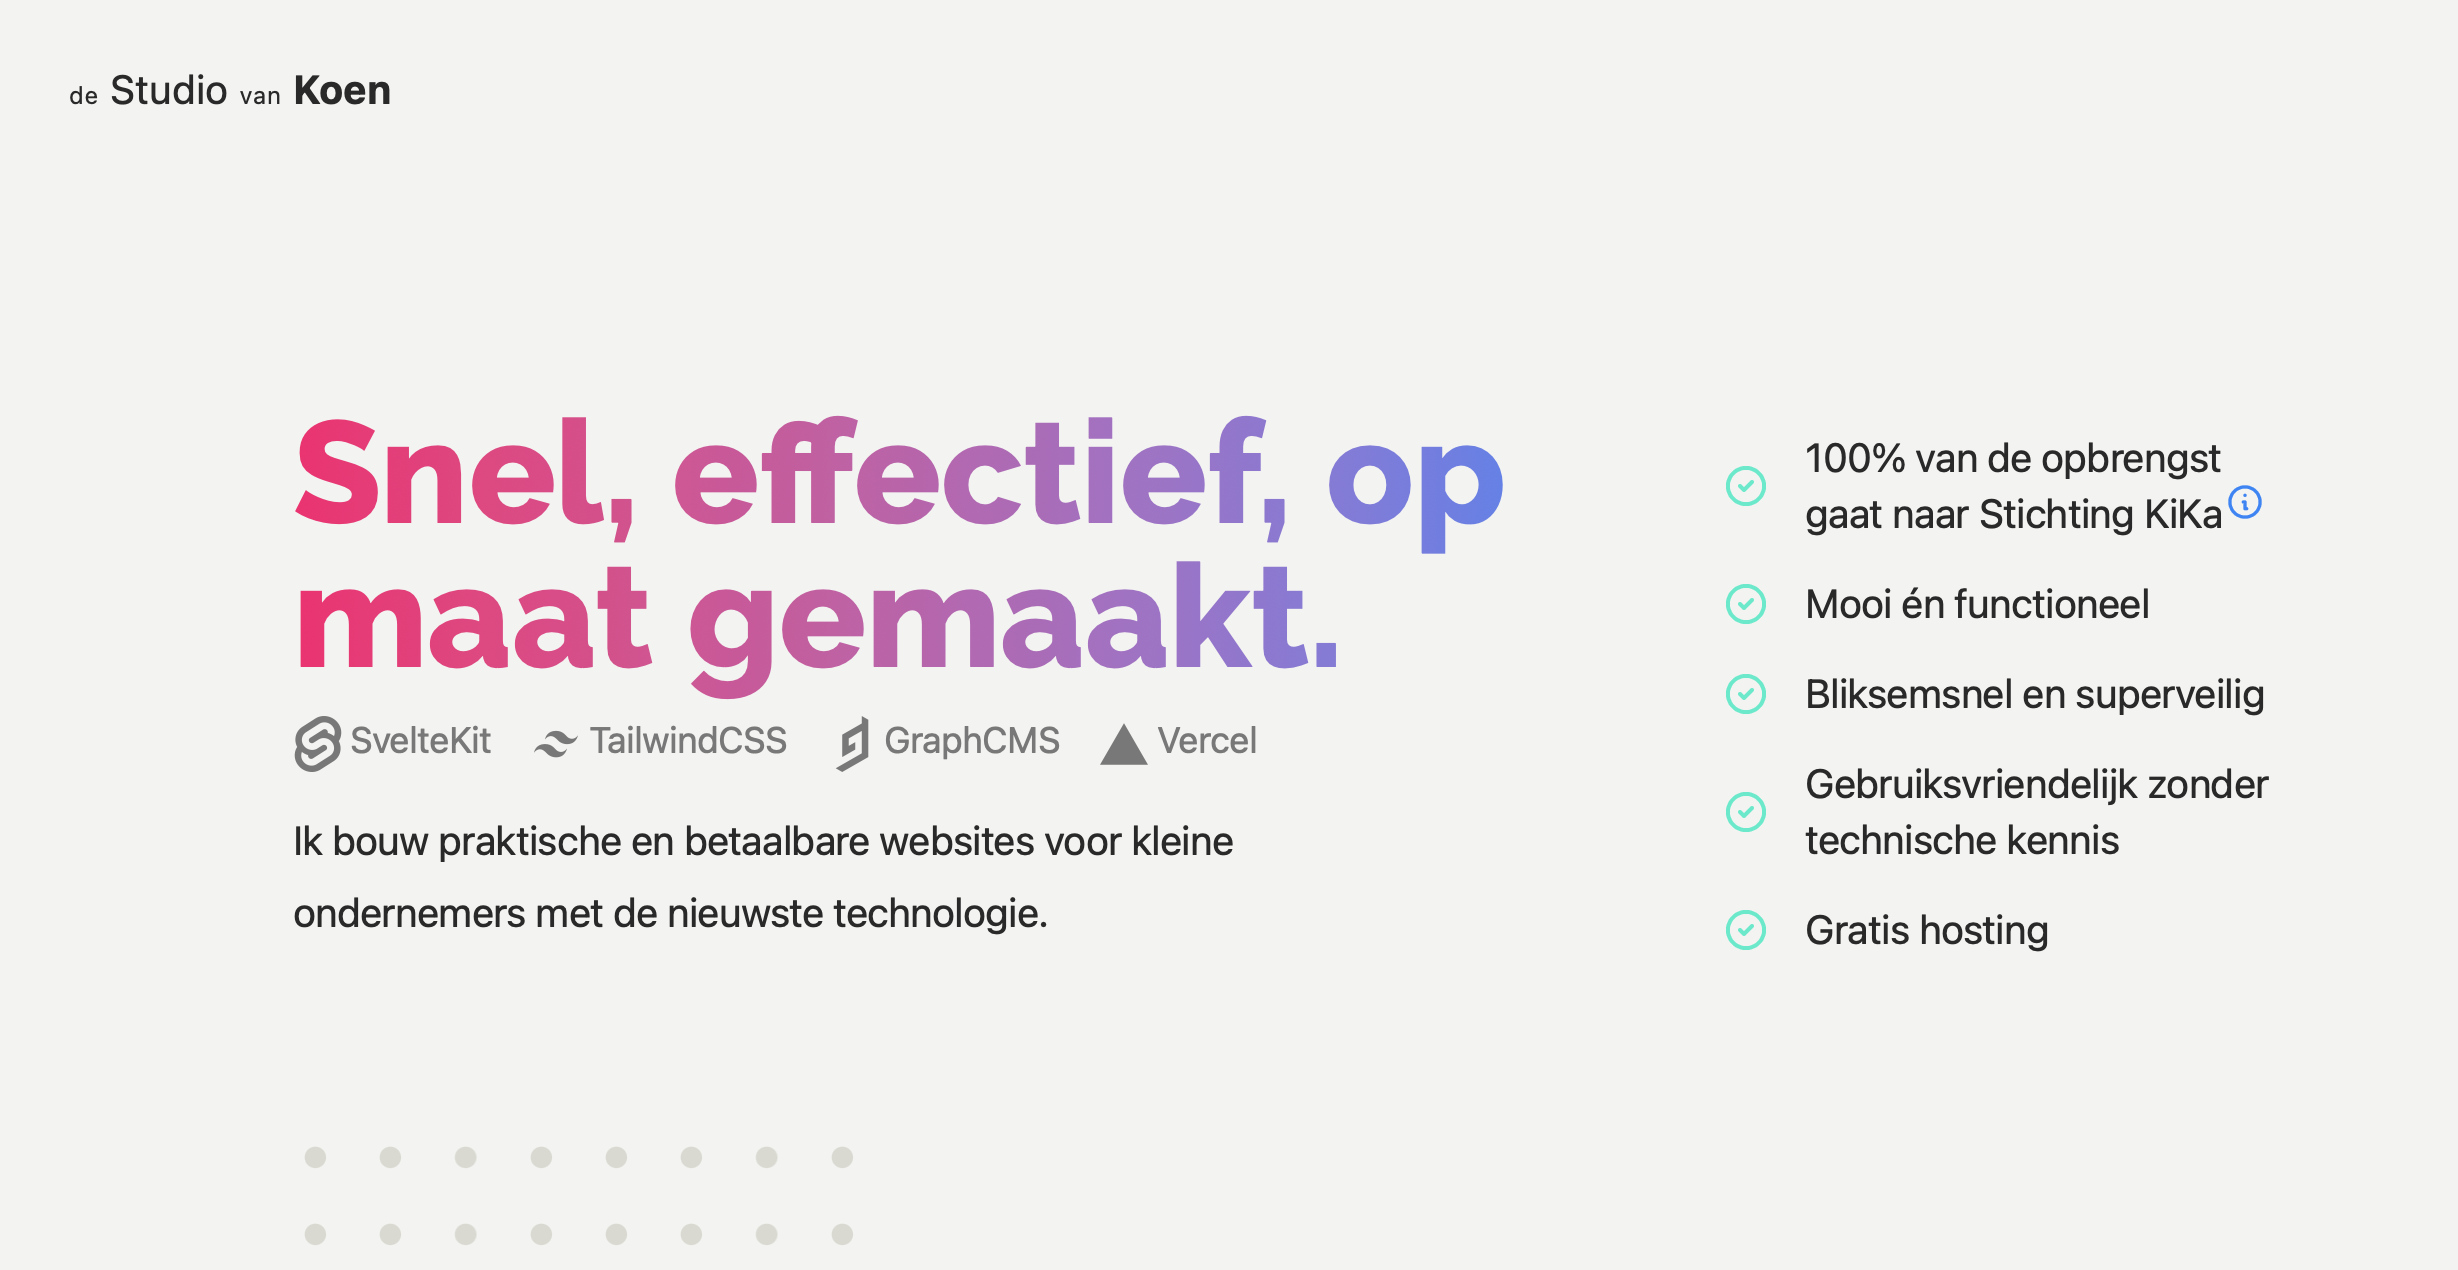 de Studio van Koen
Snel, effectief, op
maat gemaakt.
SvelteKit TailwindCSS GraphCMS Vercel
Ik bouw praktische en betaalbare websites voor kleine
ondernemers met de nieuwste technologie.
100% van de opbrengst
gaat naar Stichting KiKa
Mooi én functioneel
Bliksemsnel en superveilig
Gebruiksvriendelijk zonder
technische kennis
Gratis hosting